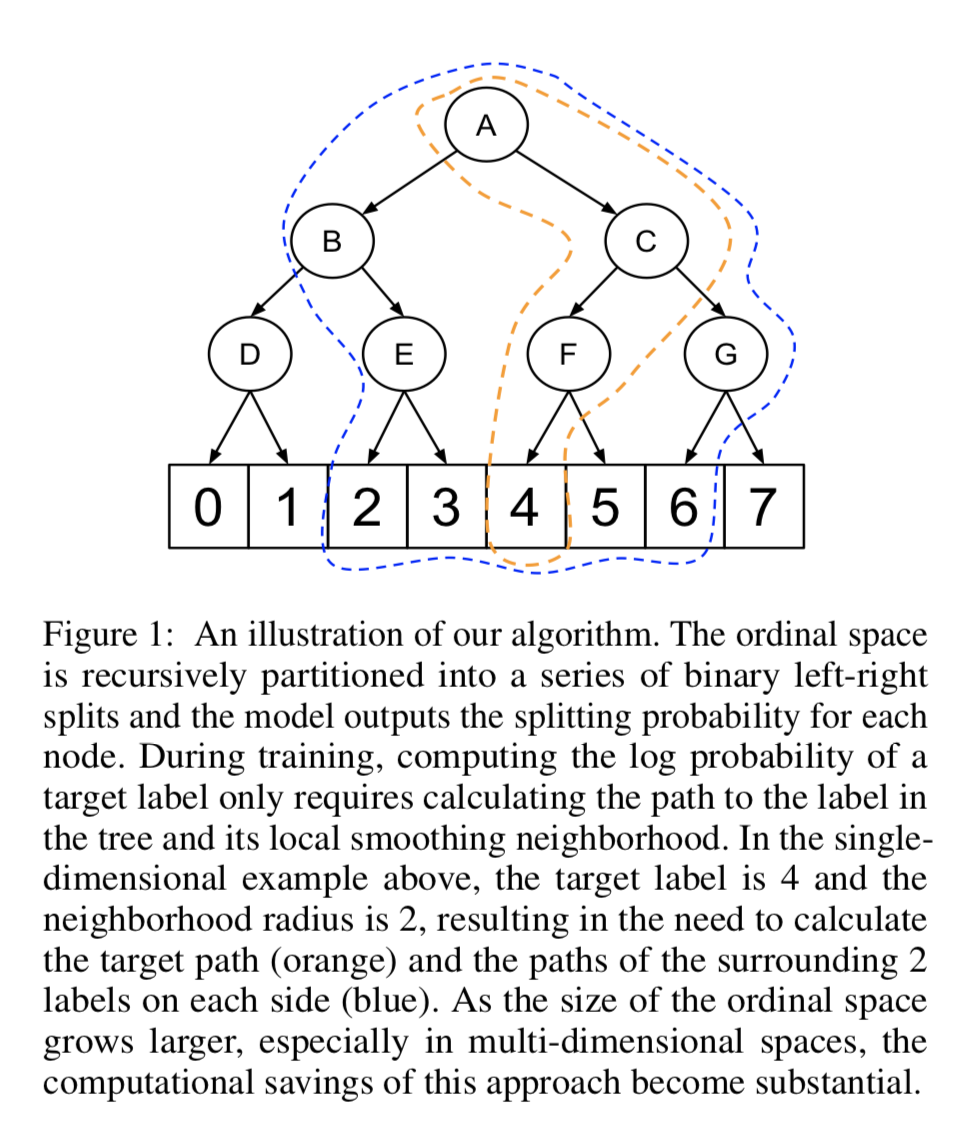 A
B
C
D
E
F
G
0 1 2 3 4 5 6 7
Figure 1: An illustration of our algorithm. The ordinal space
is recursively partitioned into a series of binary left-right
splits and the model outputs the splitting probability for each
node. During training, computing the log probability of a
target label only requires calculating the path to the label in
the tree and its local smoothing neighborhood. In the single-
dimensional example above, the target label is 4 and the
neighborhood radius is 2, resulting in the need to calculate
the target path (orange) and the paths of the surrounding 2
labels on each side (blue). As the size of the ordinal space
grows larger, especially in multi-dimensional spaces, the
computational savings of this approach become substantial.